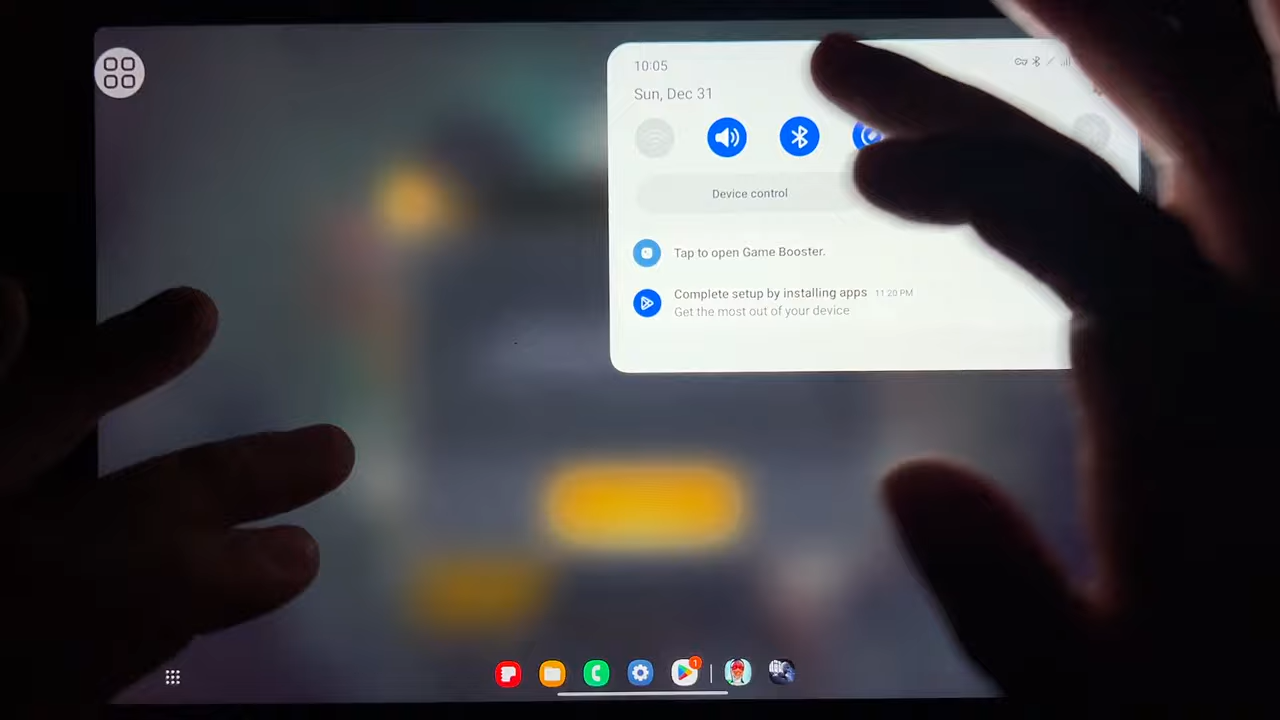 10:05
Sun, Dec 31
Device control
Tap to open Game Booster.
Complete setup by installing apps 11:20 PM
Get the most out of your device
1